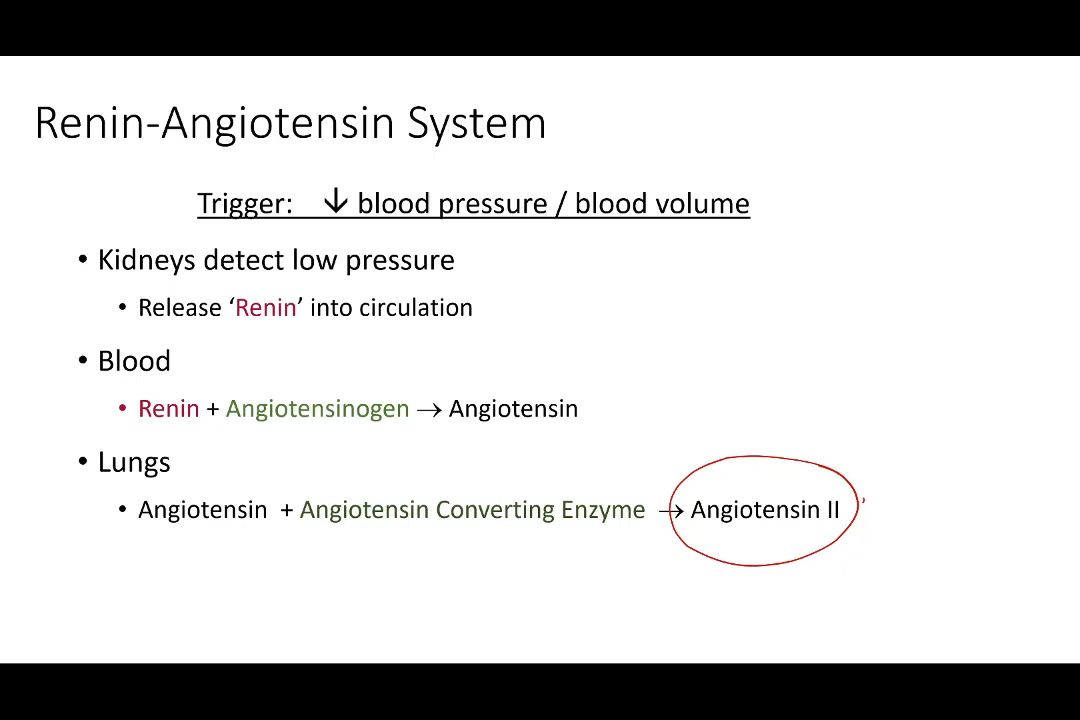 Renin-Angiotensin System
Trigger: ↓ blood pressure / blood volume
• Kidneys detect low pressure
• Release ‘Renin’ into circulation
• Blood
• Renin + Angiotensinogen → Angiotensin
• Lungs
• Angiotensin + Angiotensin Converting Enzyme → Angiotensin II